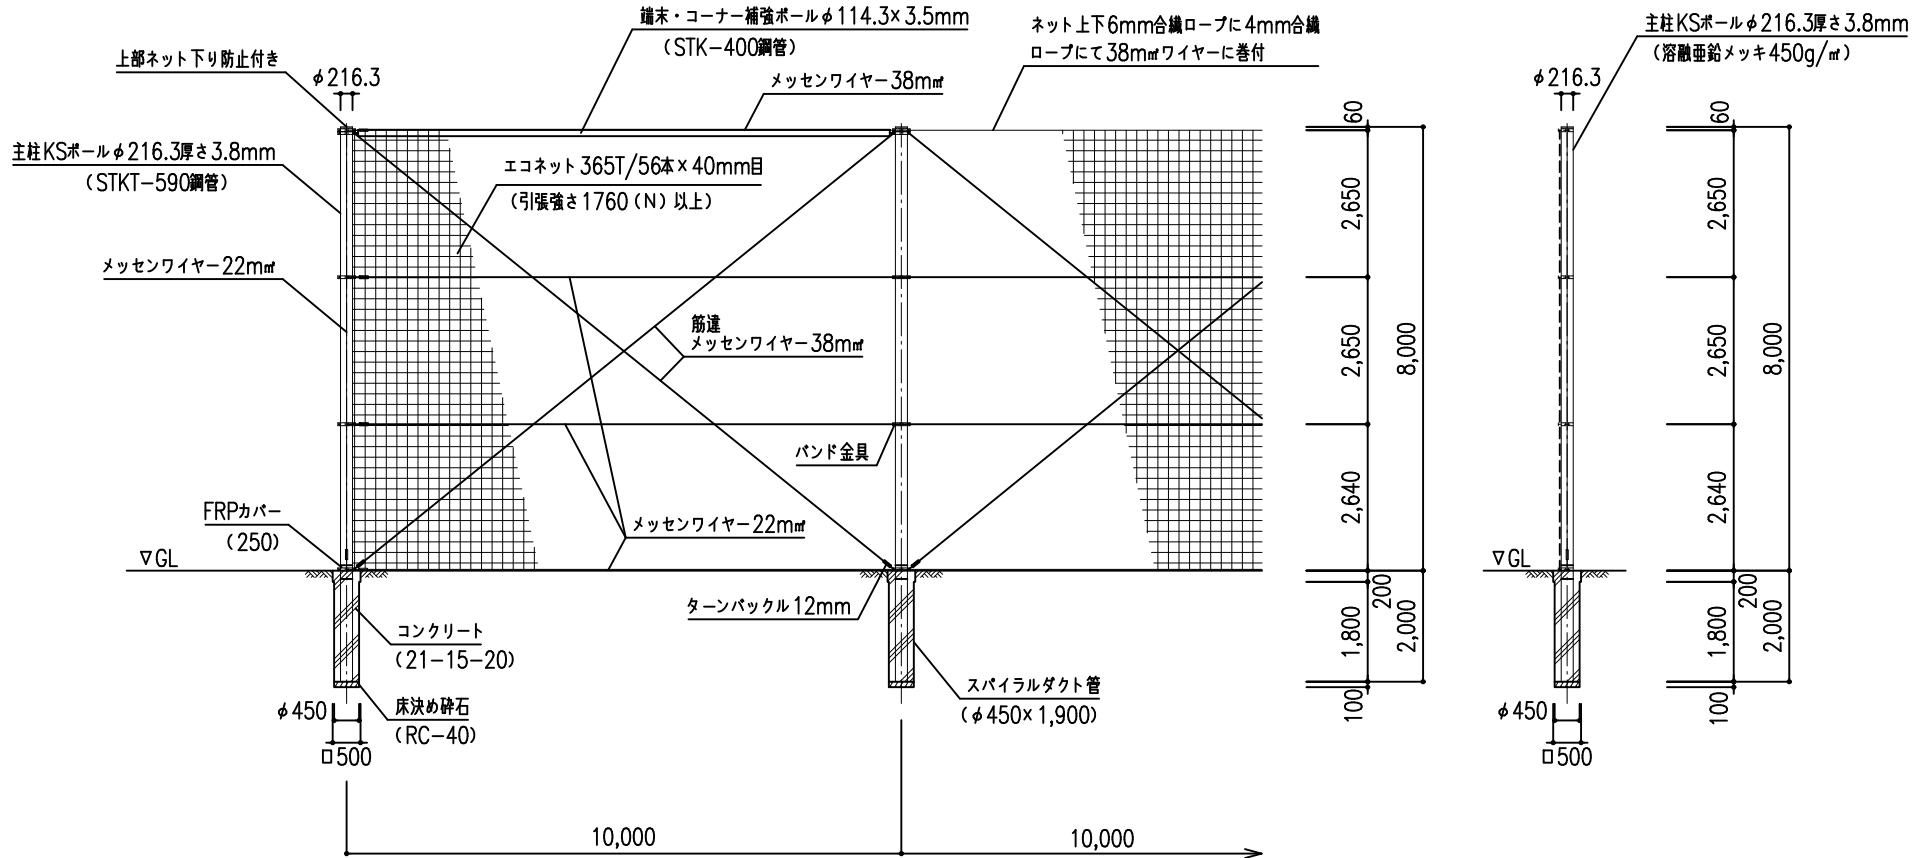 端末・コーナー補強ポールφ114.3×3.5mm
(STK-400鋼管)
ネット上下6mm合繊ロープに4mm合繊
ロープにて38m㎡ワイヤーに巻付
主柱KSポールφ216.3厚さ3.8mm
(溶融亜鉛メッキ450g/㎡)
上部ネット下り防止付き
φ216.3
メッセンワイヤー38m㎡
φ216.3
主柱KSポールφ216.3厚さ3.8mm
(STKT-590鋼管)
エコネット365T/56本×40mm目
(引張強さ1760(N)以上)
メッセンワイヤー22m㎡
筋違
メッセンワイヤー38m㎡
バンド金具
FRPカバー
(250)
メッセンワイヤー22m㎡
▽GL
▽GL
ターンバックル12mm
コンクリート
(21-15-20)
スパイラルダクト管
(φ450×1,900)
床決め砕石
(RC-40)
φ450
□500
10,000
10,000
60
2,650
2,650
2,640
8,000
200
1,800
2,000
100
60
2,650
2,650
2,640
8,000
200
1,800
2,000
100
φ450
□500